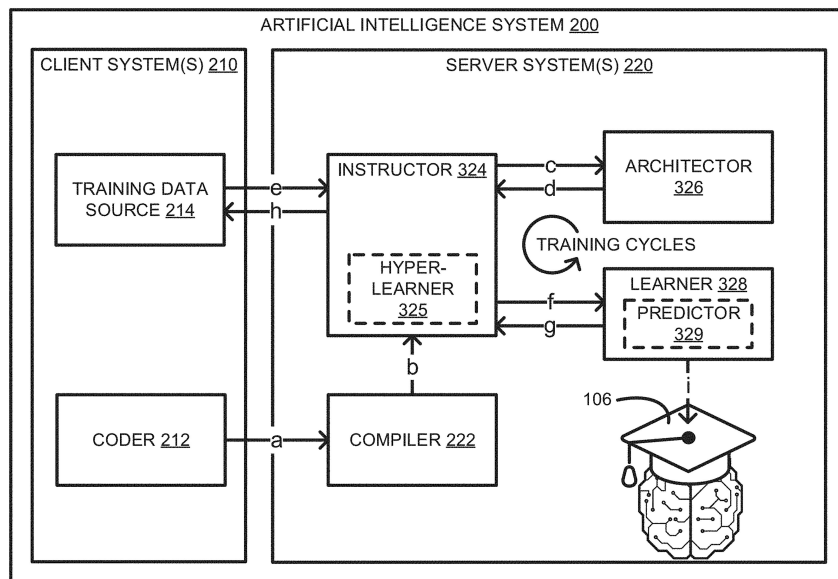 ARTIFICIAL INTELLIGENCE SYSTEM 200
CLIENT SYSTEM(S) 210
SERVER SYSTEM(S) 220
TRAINING DATA
SOURCE 214
e
h
INSTRUCTOR 324
c
d
ARCHITECTOR
326
TRAINING CYCLES
HYPER-
LEARNER
325
f
g
LEARNER 328
PREDICTOR
329
b
i
106
CODER 212
a
COMPILER 222